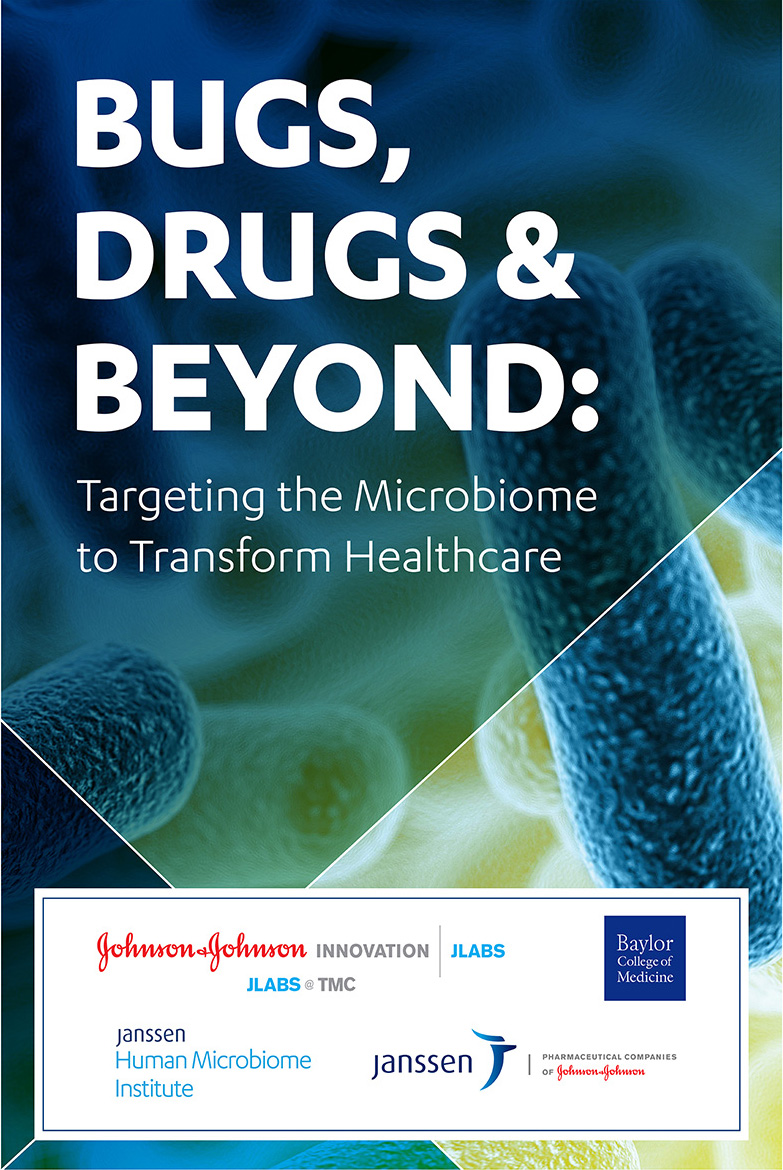 BUGS,
DRUGS &
BEYOND:
Targeting the Microbiome
to Transform Healthcare
Johnson & Johnson INNOVATION | JLABS
JLABS @ TMC
Baylor
College of
Medicine
janssen
Human Microbiome
Institute
janssen | PHARMACEUTICAL COMPANIES
OF Johnson & Johnson